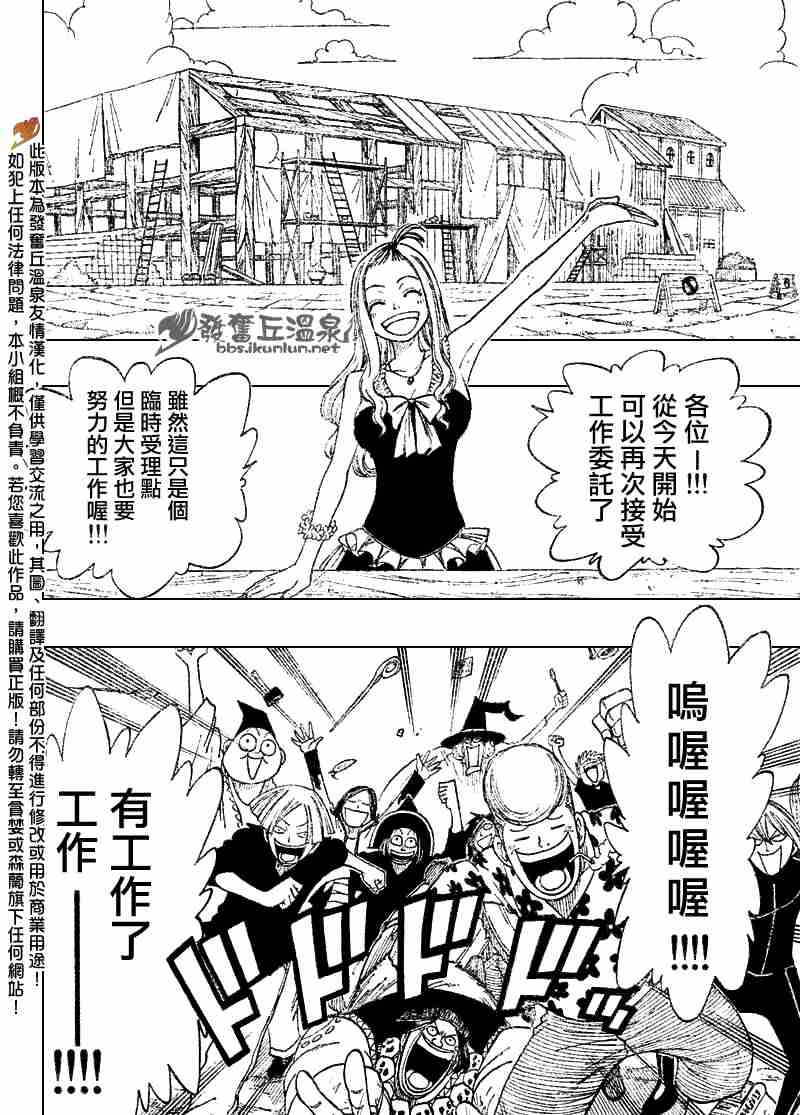 各位ー!!!
從今天開始
可以再次接受
工作委託了
雖然這只是個
臨時受理點
但是大家也要
努力的工作喔!!!
嗚喔喔喔喔!!!!
有工作了
工作——!!!!
ドドドドド
發奮丘溫泉
bbs.ikunlun.net
此版本為發奮丘溫泉友情漢化，僅供學習交流之用，其圖、翻譯及任何部份不得進行修改或用於商業用途！
如犯上任何法律問題，本小組概不負責。若您喜歡此作品，請購買正版！請勿轉至貪婪或森蘭旗下任何網站！